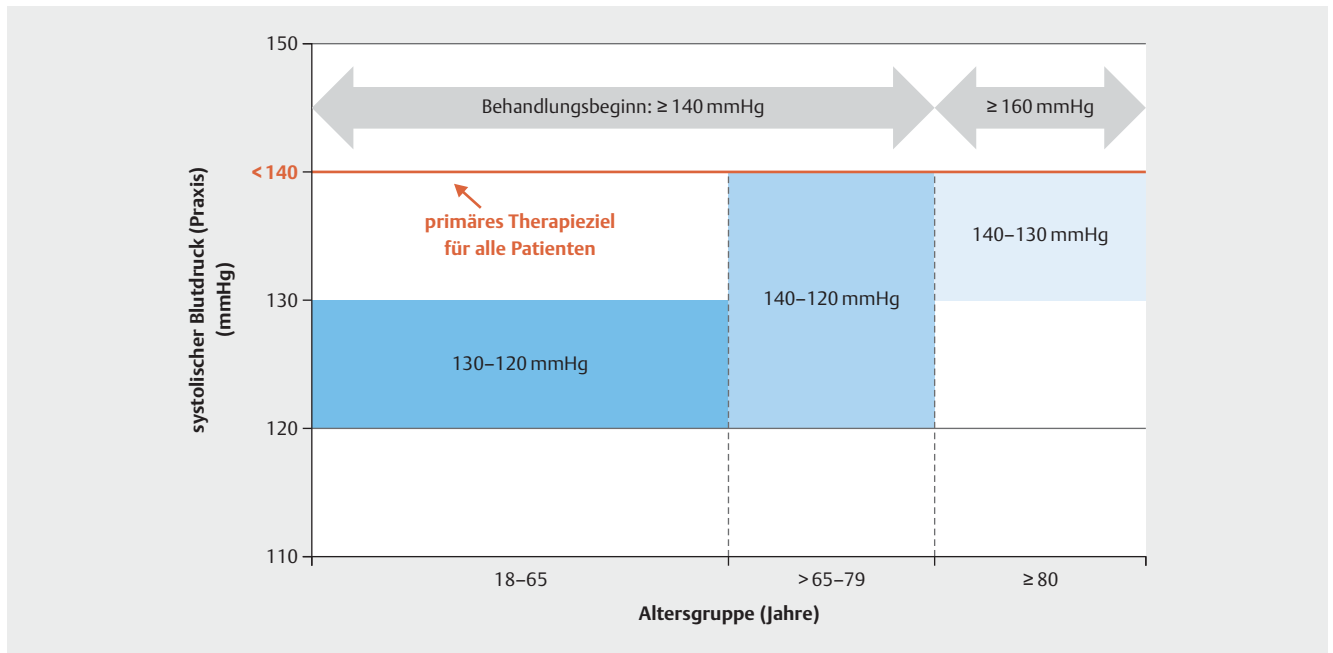 150
Behandlungsbeginn: ≥ 140 mmHg
≥ 160 mmHg
<140
primäres Therapieziel
für alle Patienten
140–130 mmHg
130
140–120 mmHg
130–120 mmHg
120
110
18–65
>65–79
≥ 80
systolischer Blutdruck (Praxis)
(mmHg)
Altersgruppe (Jahre)